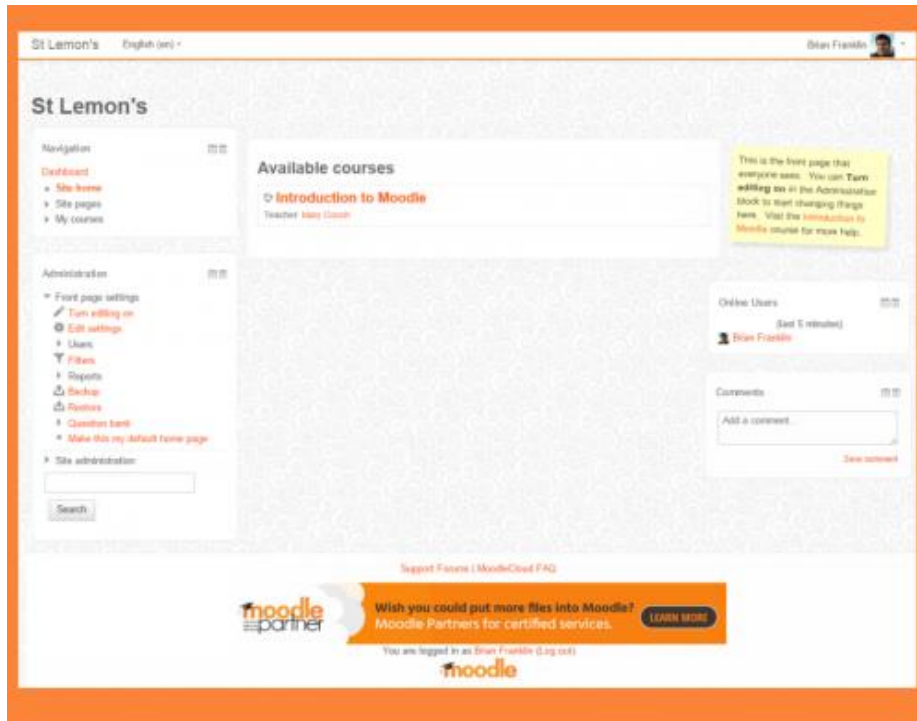 St Lemon's English (en)
Brian Franklin
St Lemon's
Navigation
Dashboard
Site home
Site pages
My courses
Administration
Front page settings
Turn editing on
Edit settings
Users
Filters
Reports
Backup
Restore
Question bank
Make this my default home page
Site administration
Search
Available courses
Introduction to Moodle
Teacher: Mary Cooch
This is the front page that
everyone sees. You can Turn
editing on in the Administration
block to start changing things
here. Visit the Introduction to
Moodle course for more help.
Online Users
(last 5 minutes)
Brian Franklin
Comments
Add a comment...
Save comment
Support Forums | MoodleCloud FAQ
moodle
partner
Wish you could put more files into Moodle?
Moodle Partners for certified services.
LEARN MORE
You are logged in as Brian Franklin (Log out)
moodle